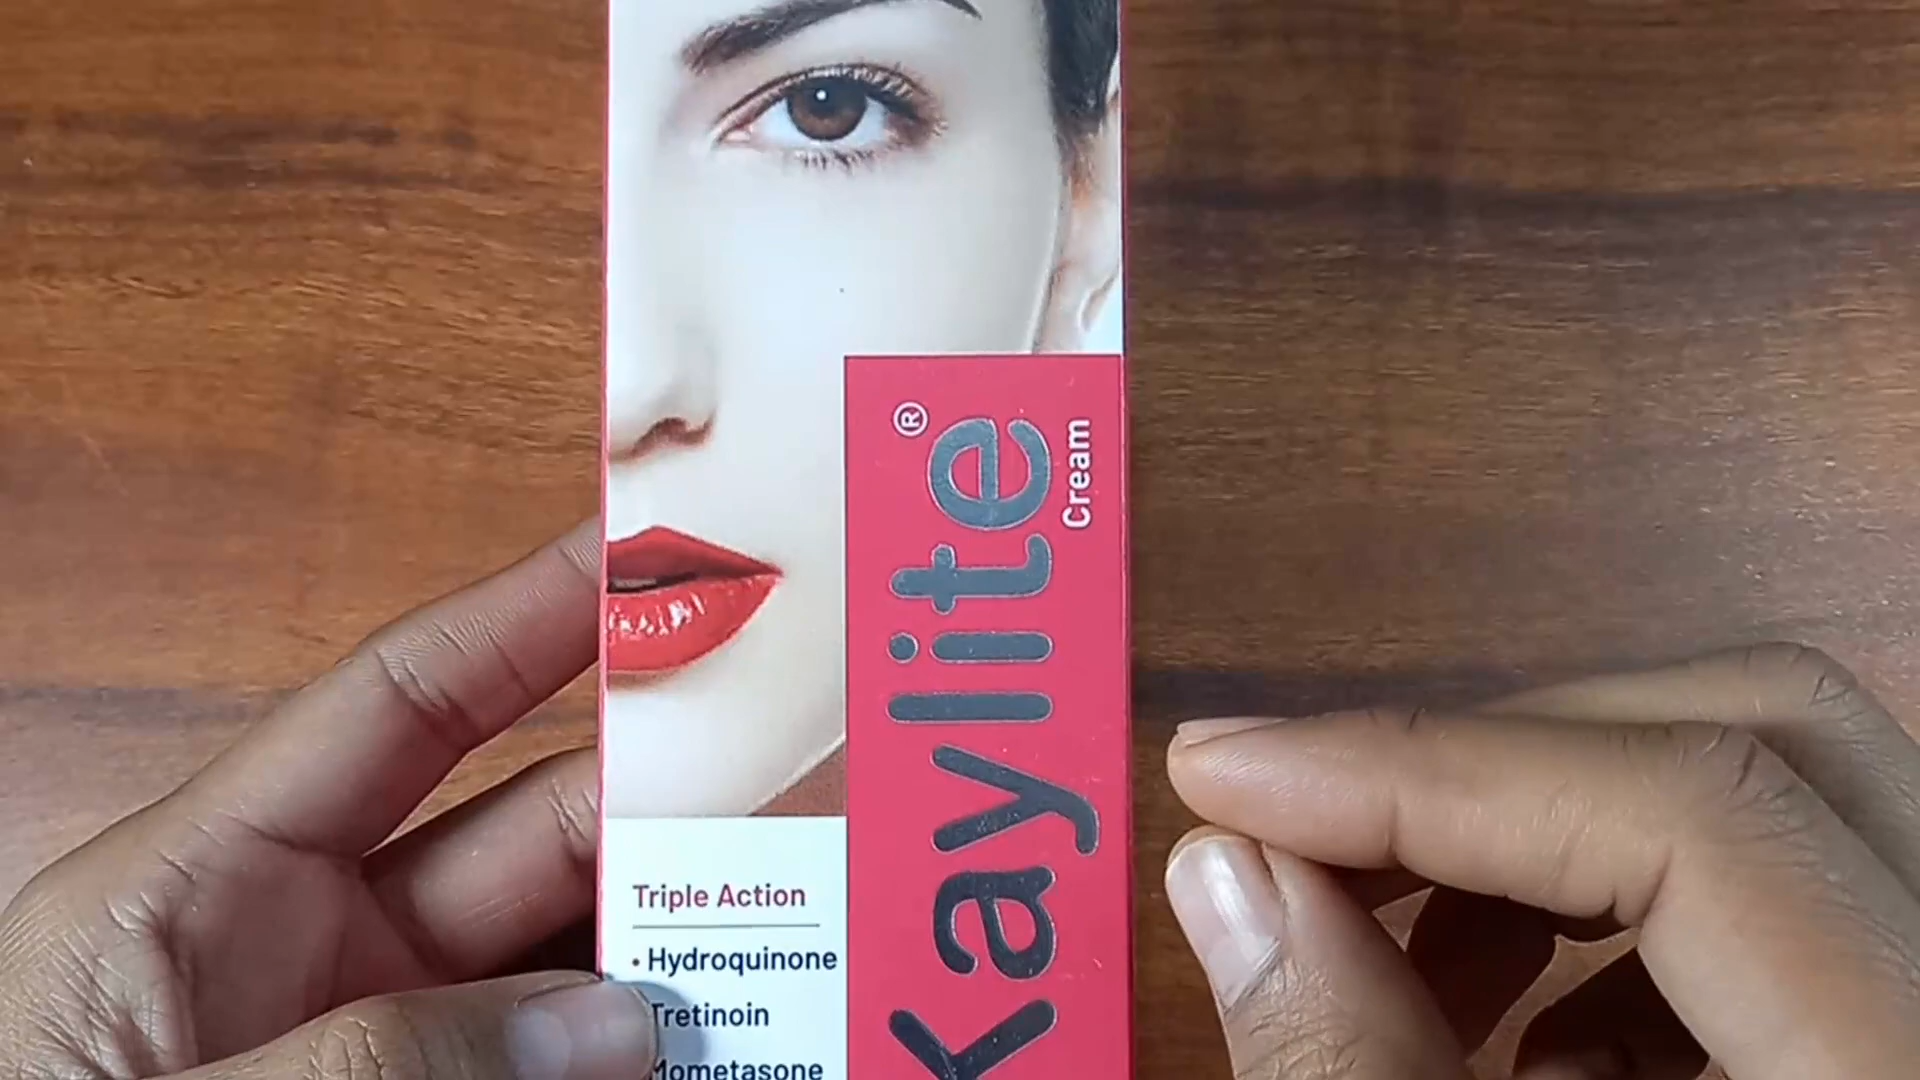 Kaylite®
Cream
Triple Action
• Hydroquinone
Tretinoin
Mometasone